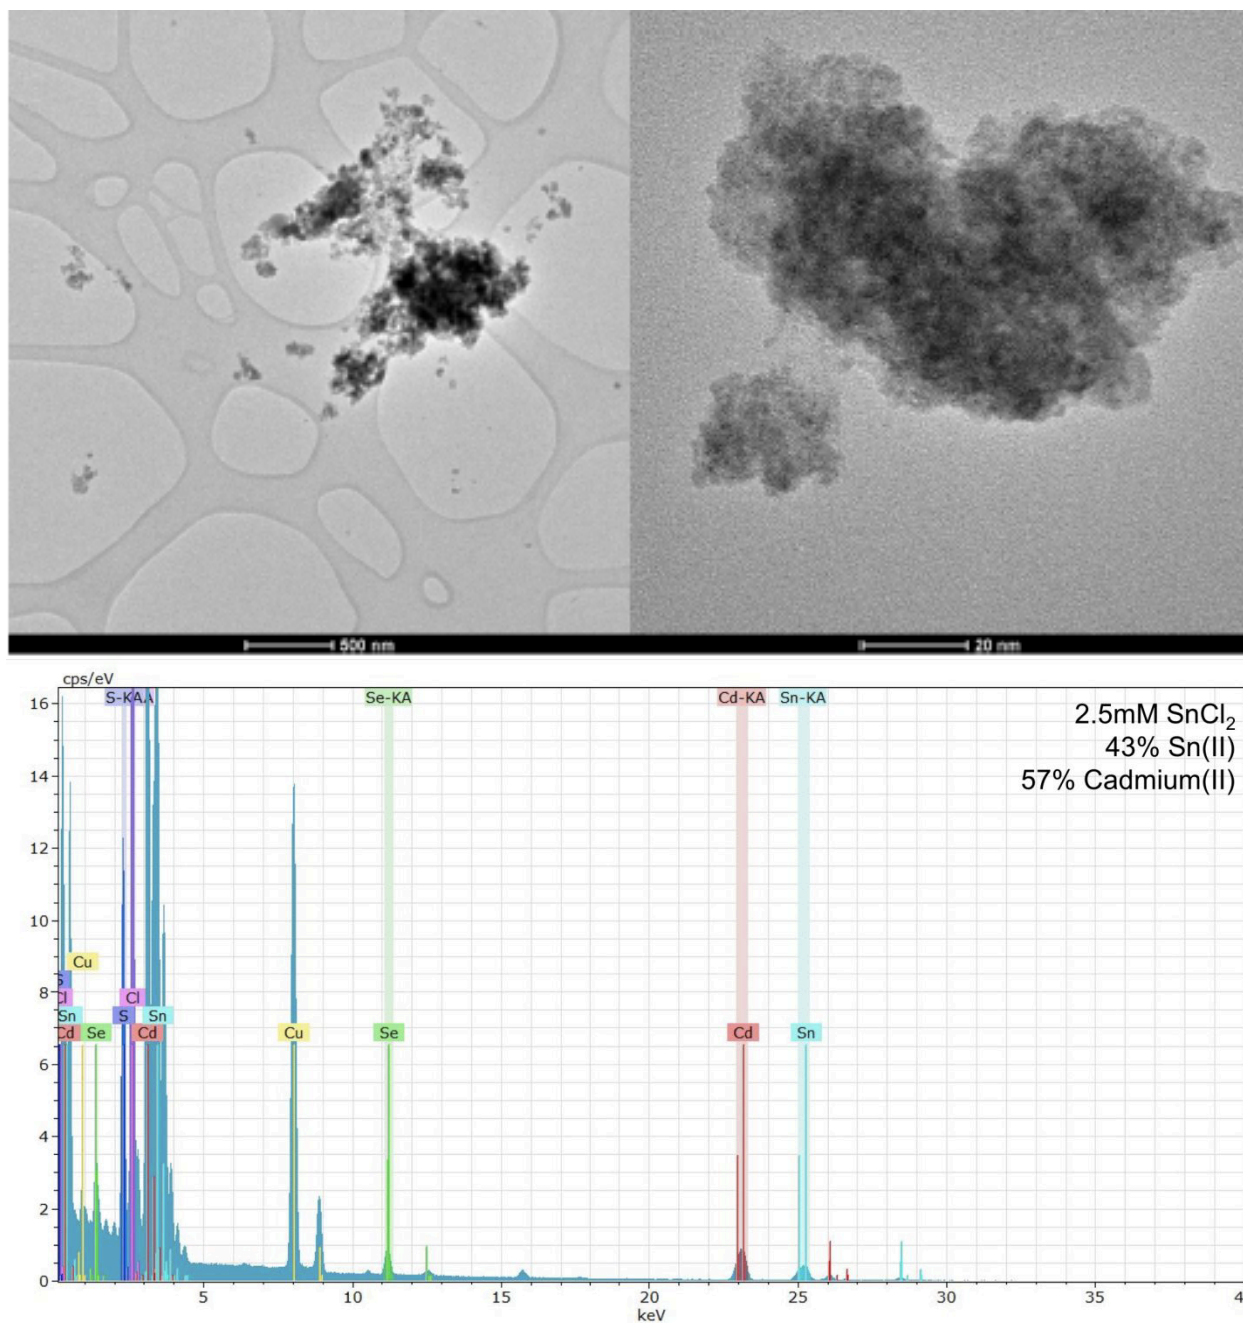 500 nm
20 nm
cps/eV
S-KA
Se-KA
Cd-KA
Sn-KA
2.5mM SnCl₂
43% Sn(II)
57% Cadmium(II)
16
14
12
10
8
6
4
2
0
Cu
S
Cl
Cl
Sn
S
Sn
Cd
Se
Cd
Cu
Se
Cd
Sn
5
10
15
20
25
30
35
4
keV